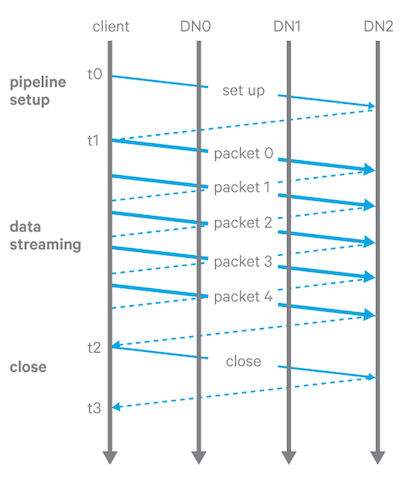 client DN0 DN1 DN2
t0
pipeline
setup
set up
t1
packet 0
packet 1
packet 2
data
streaming
packet 3
packet 4
t2
close
close
t3